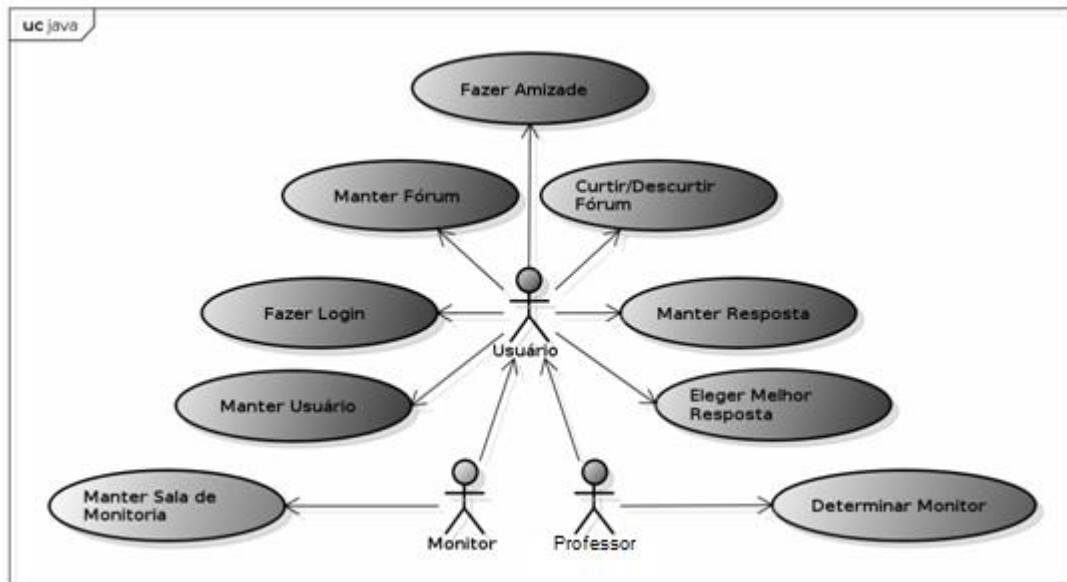 uc java
Fazer Amizade
Manter Fórum
Curtir/Descurtir
Fórum
Fazer Login
Manter Resposta
Usuário
Manter Usuário
Eleger Melhor
Resposta
Manter Sala de
Monitoria
Determinar Monitor
Monitor
Professor